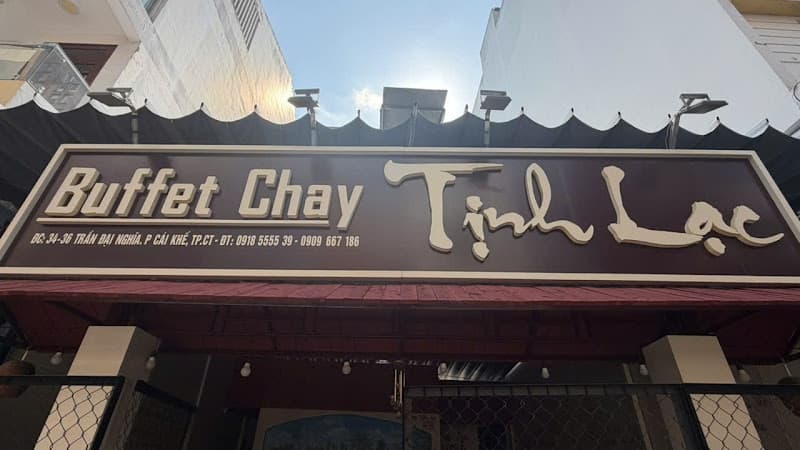 Buffet Chay
Tịnh Lạc
ĐC: 34-36 TRẦN ĐẠI NGHĨA, P CÁI KHẾ, TP.CT - ĐT: 0918 5555 39 - 0909 667 186